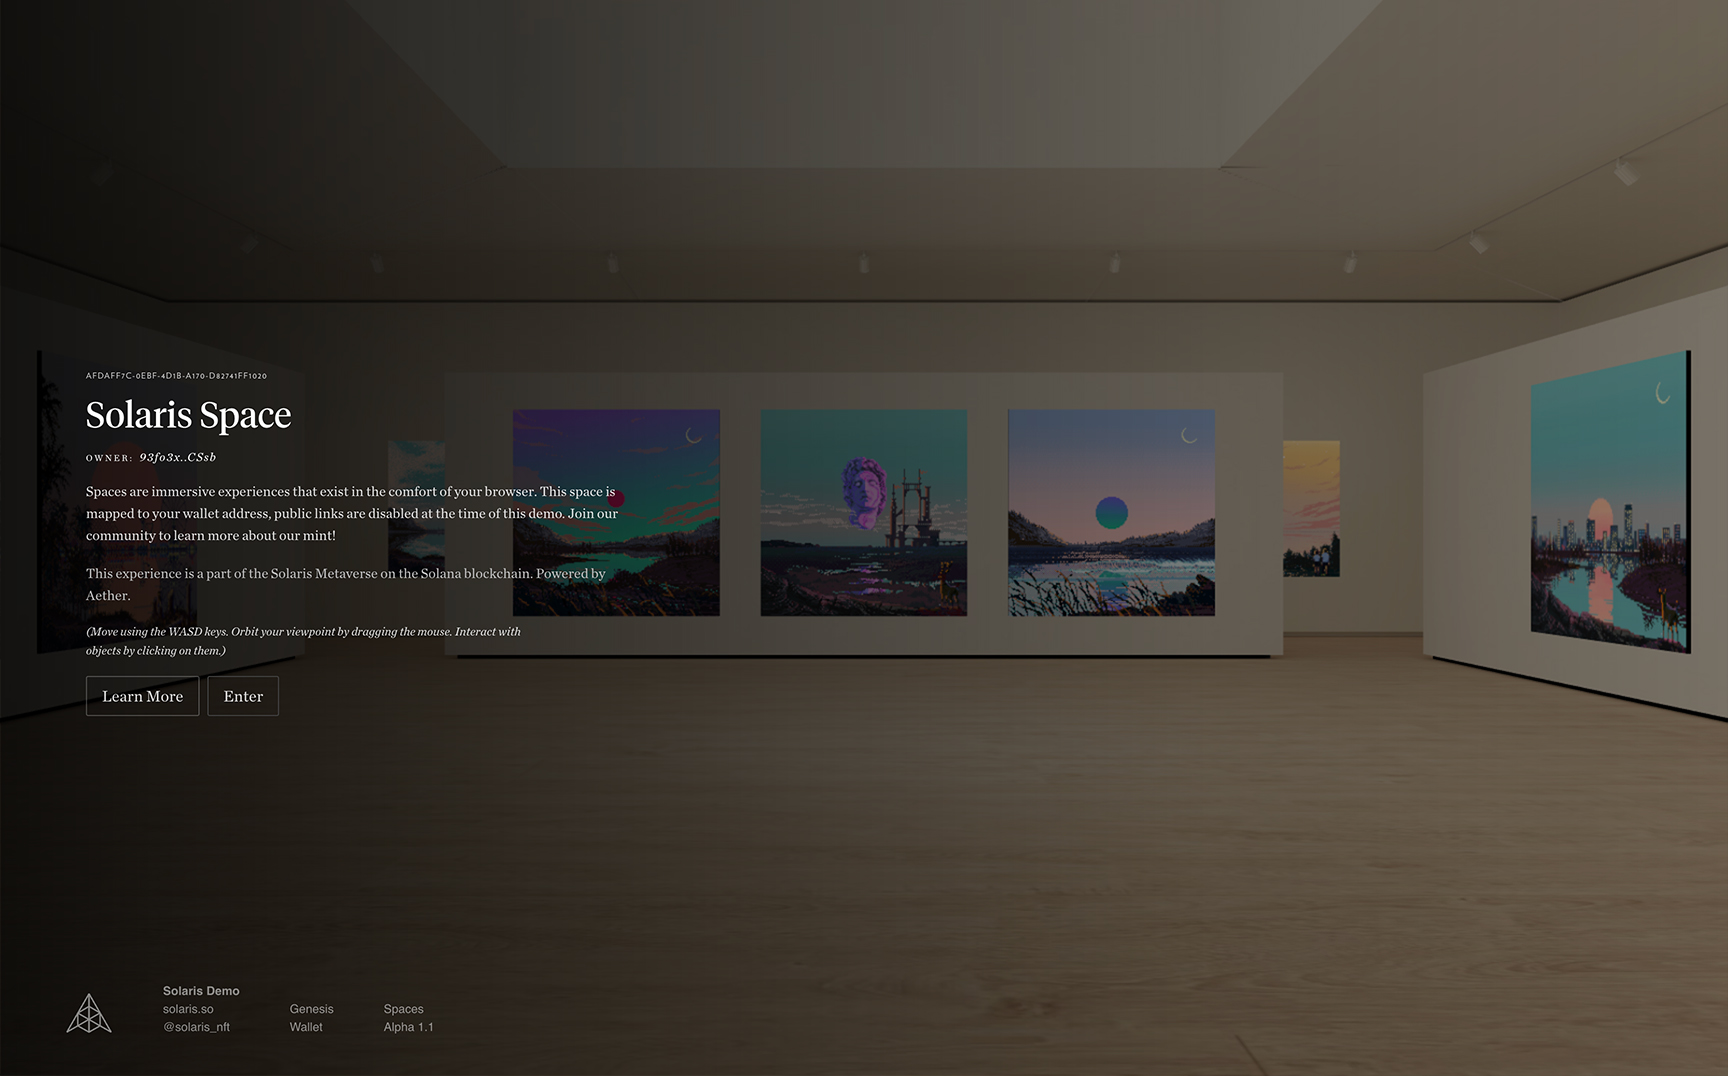 AFDAFF7C-0EBF-4D1B-A170-D82741FF1020
Solaris Space
OWNER: 93fo3x..CSsb
Spaces are immersive experiences that exist in the comfort of your browser. This space is
mapped to your wallet address, public links are disabled at the time of this demo. Join our
community to learn more about our mint!
This experience is a part of the Solaris Metaverse on the Solana blockchain. Powered by
Aether.
(Move using the WASD keys. Orbit your viewpoint by dragging the mouse. Interact with
objects by clicking on them.)
Learn More
Enter
Solaris Demo
solaris.so
@solaris_nft
Genesis
Wallet
Spaces
Alpha 1.1